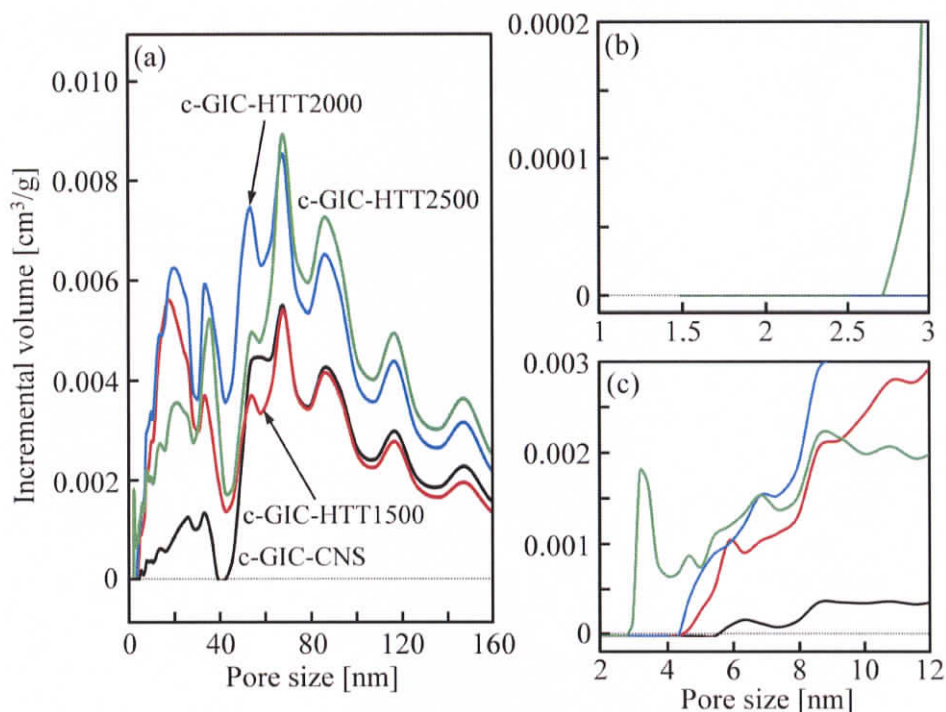 (a)
0.010
0.008
0.006
0.004
0.002
0
0 40 80 120 160
Incremental volume [cm³/g]
Pore size [nm]
c-GIC-HTT2000
c-GIC-HTT2500
c-GIC-HTT1500
c-GIC-CNS
(b)
0.0002
0.0001
0
1 1.5 2 2.5 3
(c)
0.003
0.002
0.001
0
2 4 6 8 10 12
Pore size [nm]